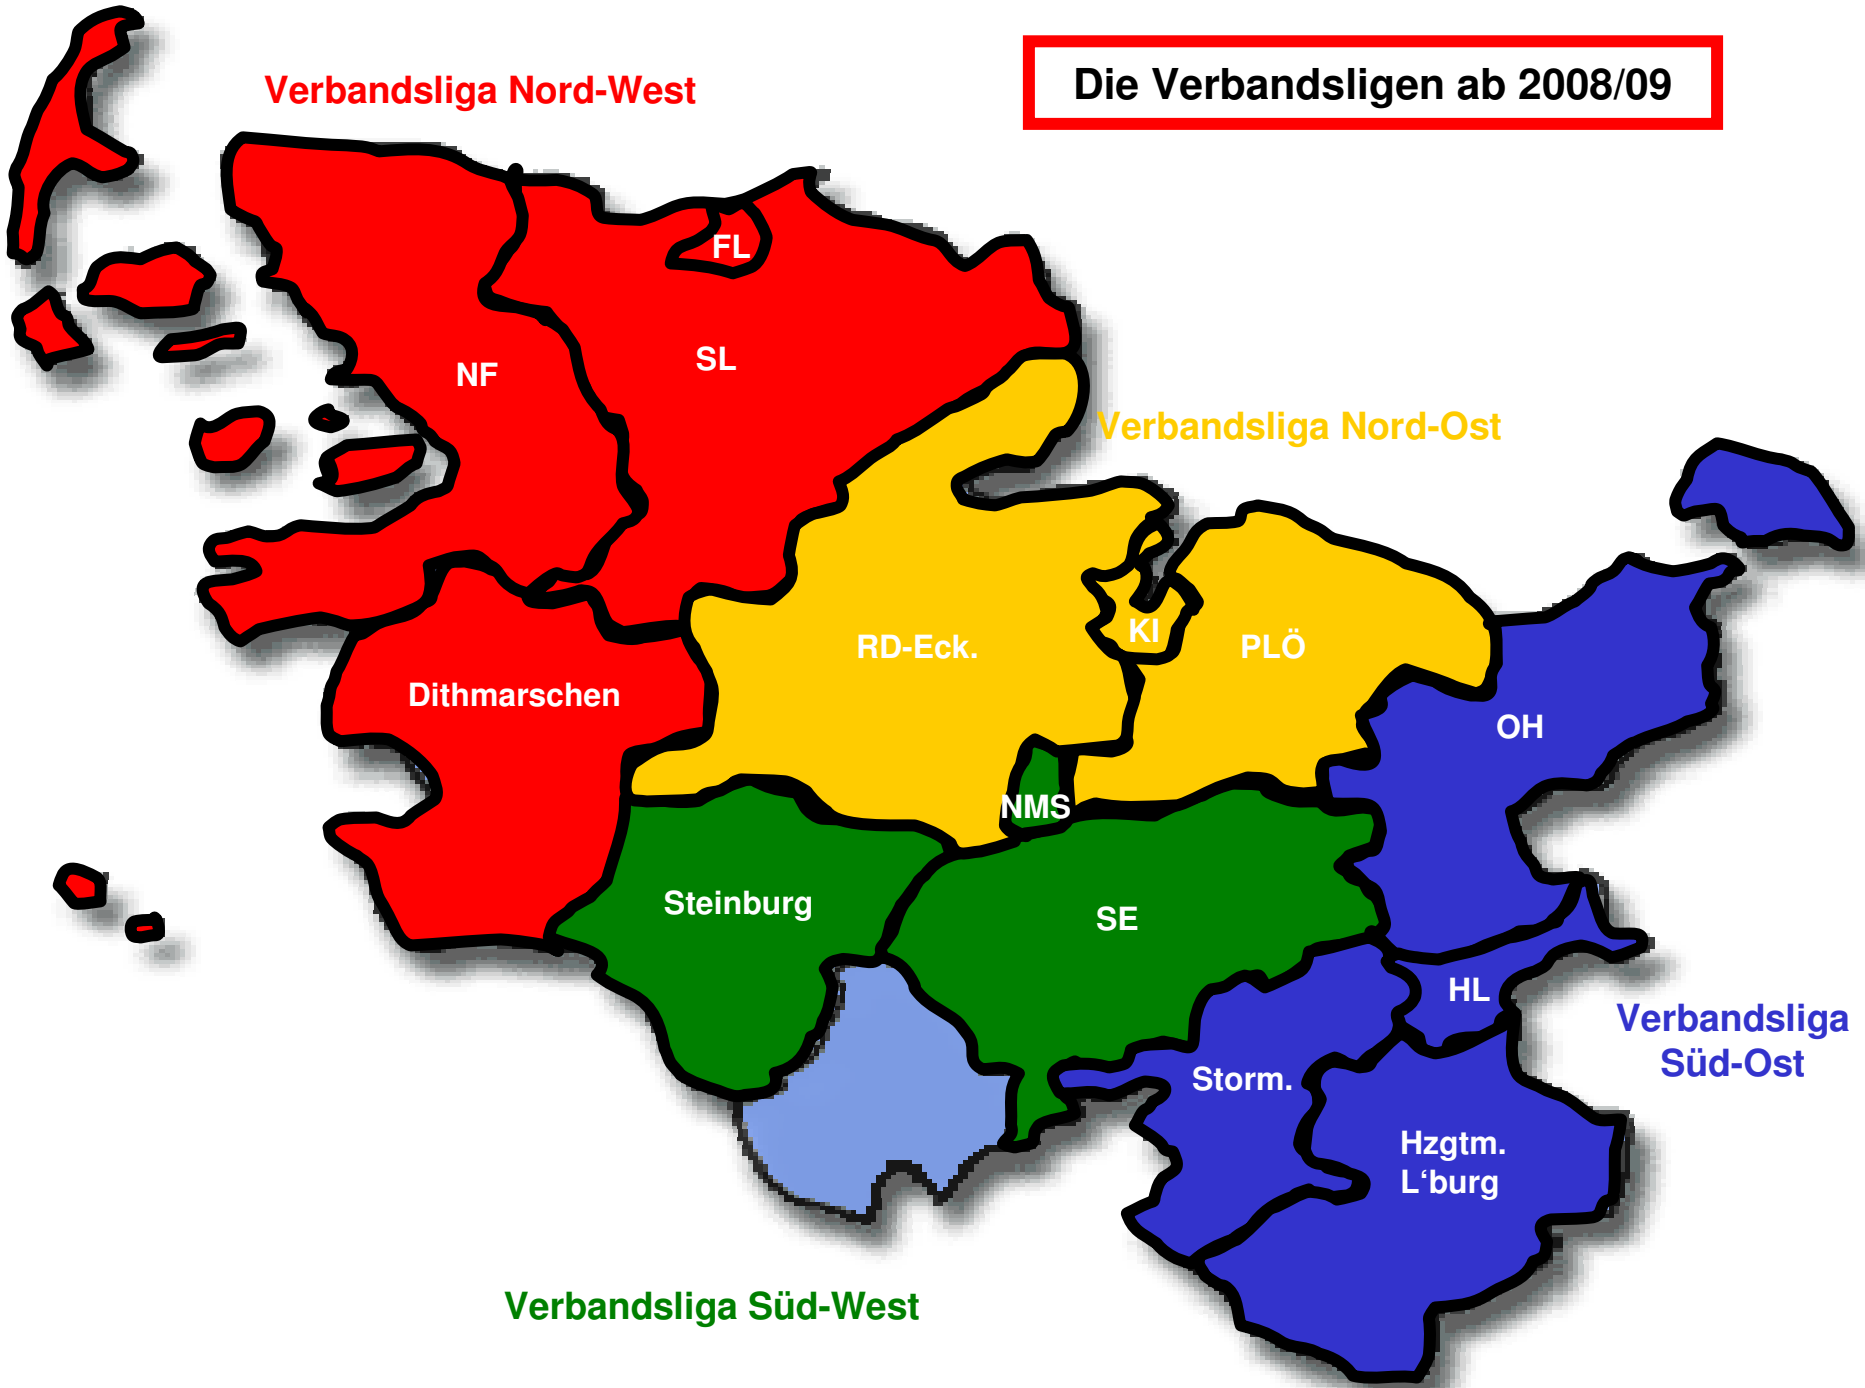 Die Verbandsligen ab 2008/09
Verbandsliga Nord-West
FL
SL
NF
Verbandsliga Nord-Ost
KI
RD-Eck.
PLÖ
Dithmarschen
OH
NMS
Steinburg
SE
HL
Verbandsliga
Süd-Ost
Storm.
Hzgtm.
L‘burg
Verbandsliga Süd-West